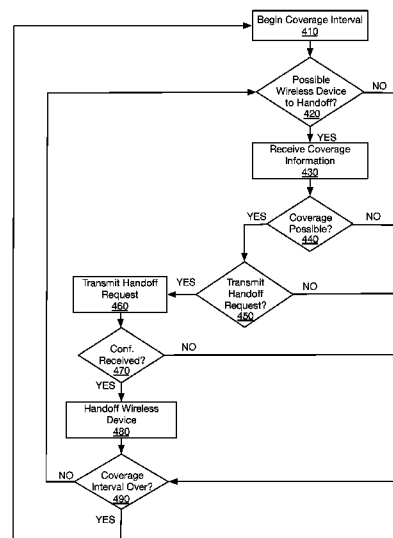 Begin Coverage Interval
410
Possible
Wireless Device
to Handoff?
420
NO
YES
Receive Coverage
Information
430
YES
Coverage
Possible?
440
NO
Transmit Handoff
Request
460
YES
Transmit
Handoff
Request?
450
NO
Conf.
Received?
470
NO
YES
Handoff Wireless
Device
480
NO
Coverage
Interval Over?
490
YES